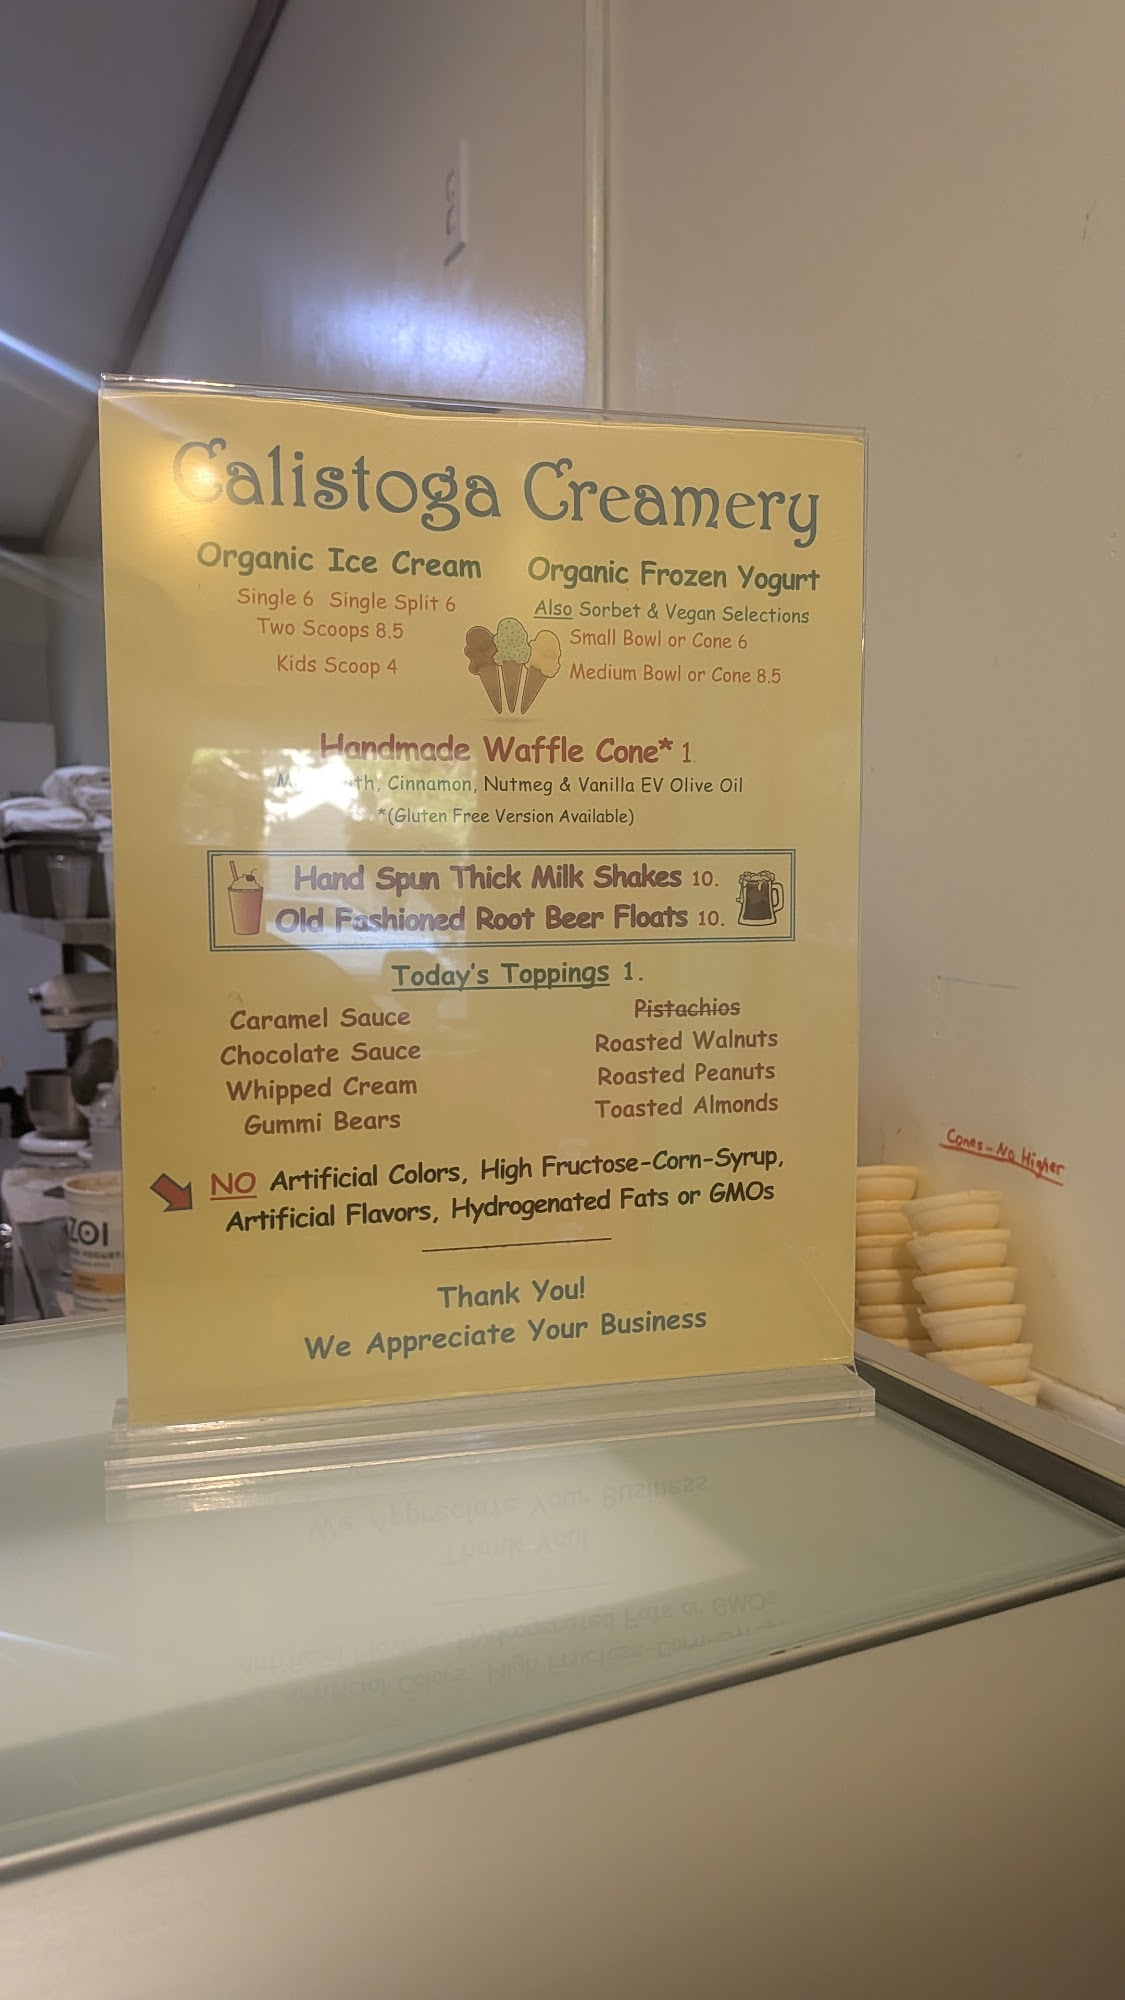 Calistoga Creamery
Organic Ice Cream
Single 6 Single Split 6
Two Scoops 8.5
Kids Scoop 4
Organic Frozen Yogurt
Also Sorbet & Vegan Selections
Small Bowl or Cone 6
Medium Bowl or Cone 8.5
Handmade Waffle Cone* 1
Cinnamon, Nutmeg & Vanilla EV Olive Oil
*(Gluten Free Version Available)
Hand Spun Thick Milk Shakes 10.
Old Fashioned Root Beer Floats 10.
Today's Toppings 1.
Caramel Sauce
Chocolate Sauce
Whipped Cream
Gummi Bears
Pistachios
Roasted Walnuts
Roasted Peanuts
Toasted Almonds
NO Artificial Colors, High Fructose-Corn-Syrup,
Artificial Flavors, Hydrogenated Fats or GMOs
Thank You!
We Appreciate Your Business
Cones-No Higher
ZOI